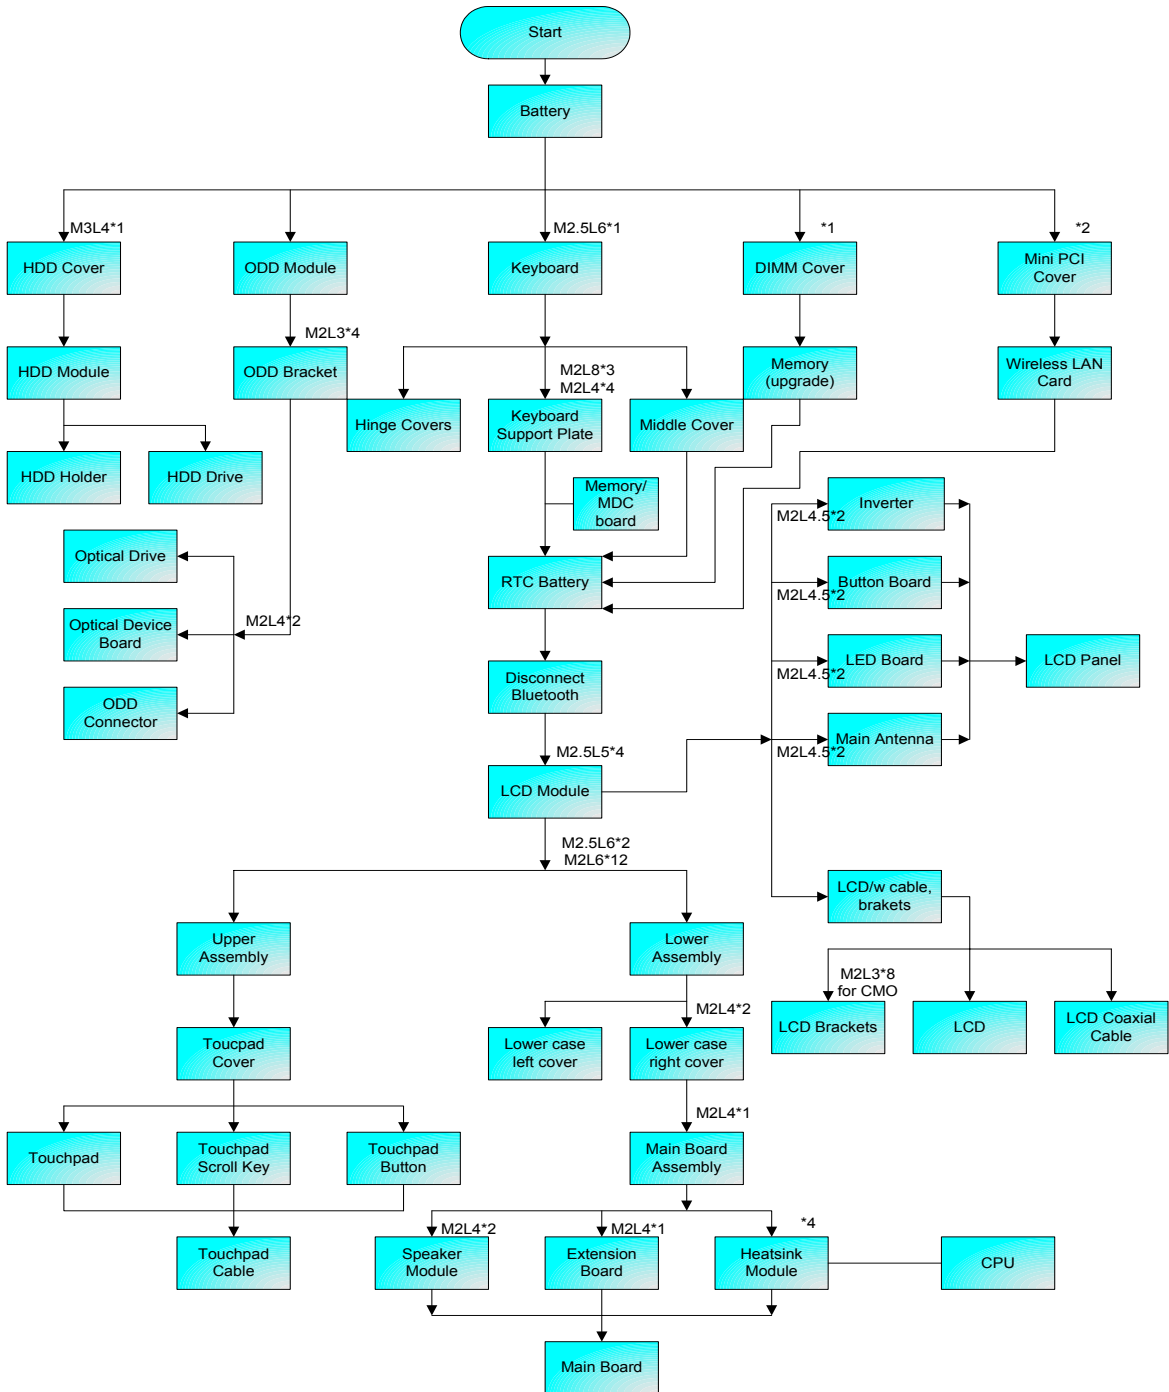 Start
Battery
M3L4*1
M2.5L6*1
*1
*2
HDD Cover
ODD Module
Keyboard
DIMM Cover
Mini PCI
Cover
M2L3*4
HDD Module
ODD Bracket
M2L8*3
M2L4*4
Memory
(upgrade)
Wireless LAN
Card
Hinge Covers
Keyboard
Support Plate
Middle Cover
HDD Holder
HDD Drive
Memory/
MDC
board
Inverter
M2L4.5*2
Optical Drive
RTC Battery
Button Board
M2L4.5*2
Optical Device
Board
M2L4*2
LED Board
M2L4.5*2
LCD Panel
ODD
Connector
Disconnect
Bluetooth
Main Antenna
M2L4.5*2
M2.5L5*4
LCD Module
M2.5L6*2
M2L6*12
LCD/w cable,
brakets
Upper
Assembly
Lower
Assembly
M2L3*8
for CMO
M2L4*2
LCD Brackets
LCD
LCD Coaxial
Cable
Toucpad
Cover
Lower case
left cover
Lower case
right cover
M2L4*1
Touchpad
Touchpad
Scroll Key
Touchpad
Button
Main Board
Assembly
M2L4*2
M2L4*1
*4
Touchpad
Cable
Speaker
Module
Extension
Board
Heatsink
Module
CPU
Main Board